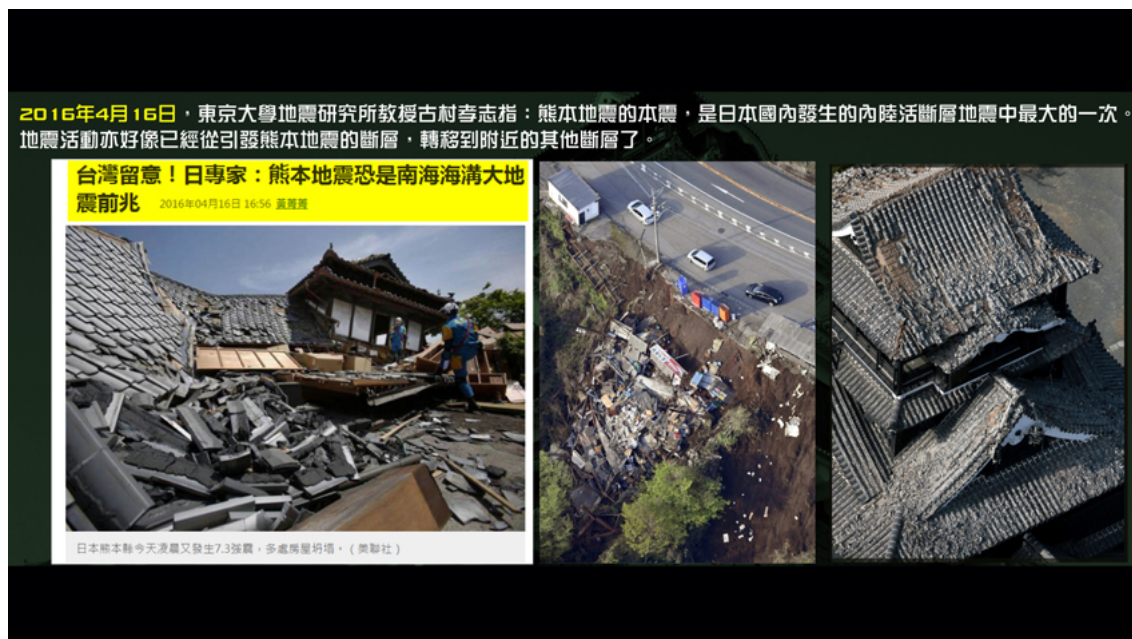 2016年4月16日，東京大學地震研究所教授古村孝志指：熊本地震的本震，是日本國內發生的內陸活斷層地震中最大的一次。
地震活動亦好像已經從引發熊本地震的斷層，轉移到附近的其他斷層了。
台灣留意！日專家：熊本地震恐是南海海溝大地
震前兆 2016年04月16日 16:56 黃菁菁
日本熊本縣今天凌晨又發生7.3強震，多處房屋坍塌。（美聯社）